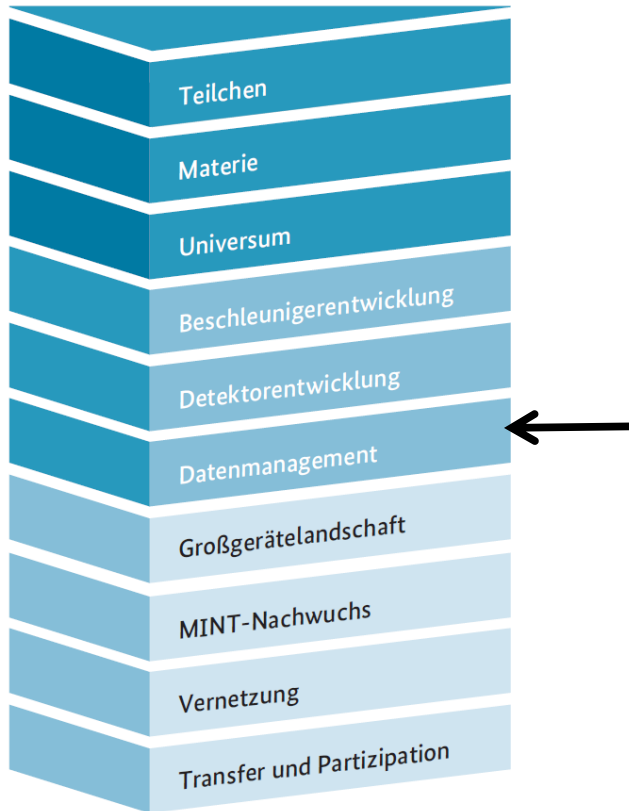 Teilchen
Materie
Universum
Beschleunigerentwicklung
Detektorentwicklung
Datenmanagement
Großgerätelandschaft
MINT-Nachwuchs
Vernetzung
Transfer und Partizipation